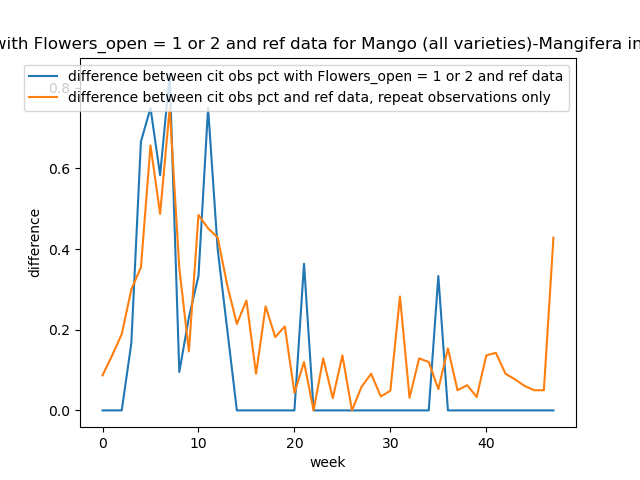 with Flowers_open = 1 or 2 and ref data for Mango (all varieties)-Mangifera in
difference between cit obs pct with Flowers_open = 1 or 2 and ref data
difference between cit obs pct and ref data, repeat observations only
0.8
0.6
0.4
0.2
0.0
difference
0 10 20 30 40
week